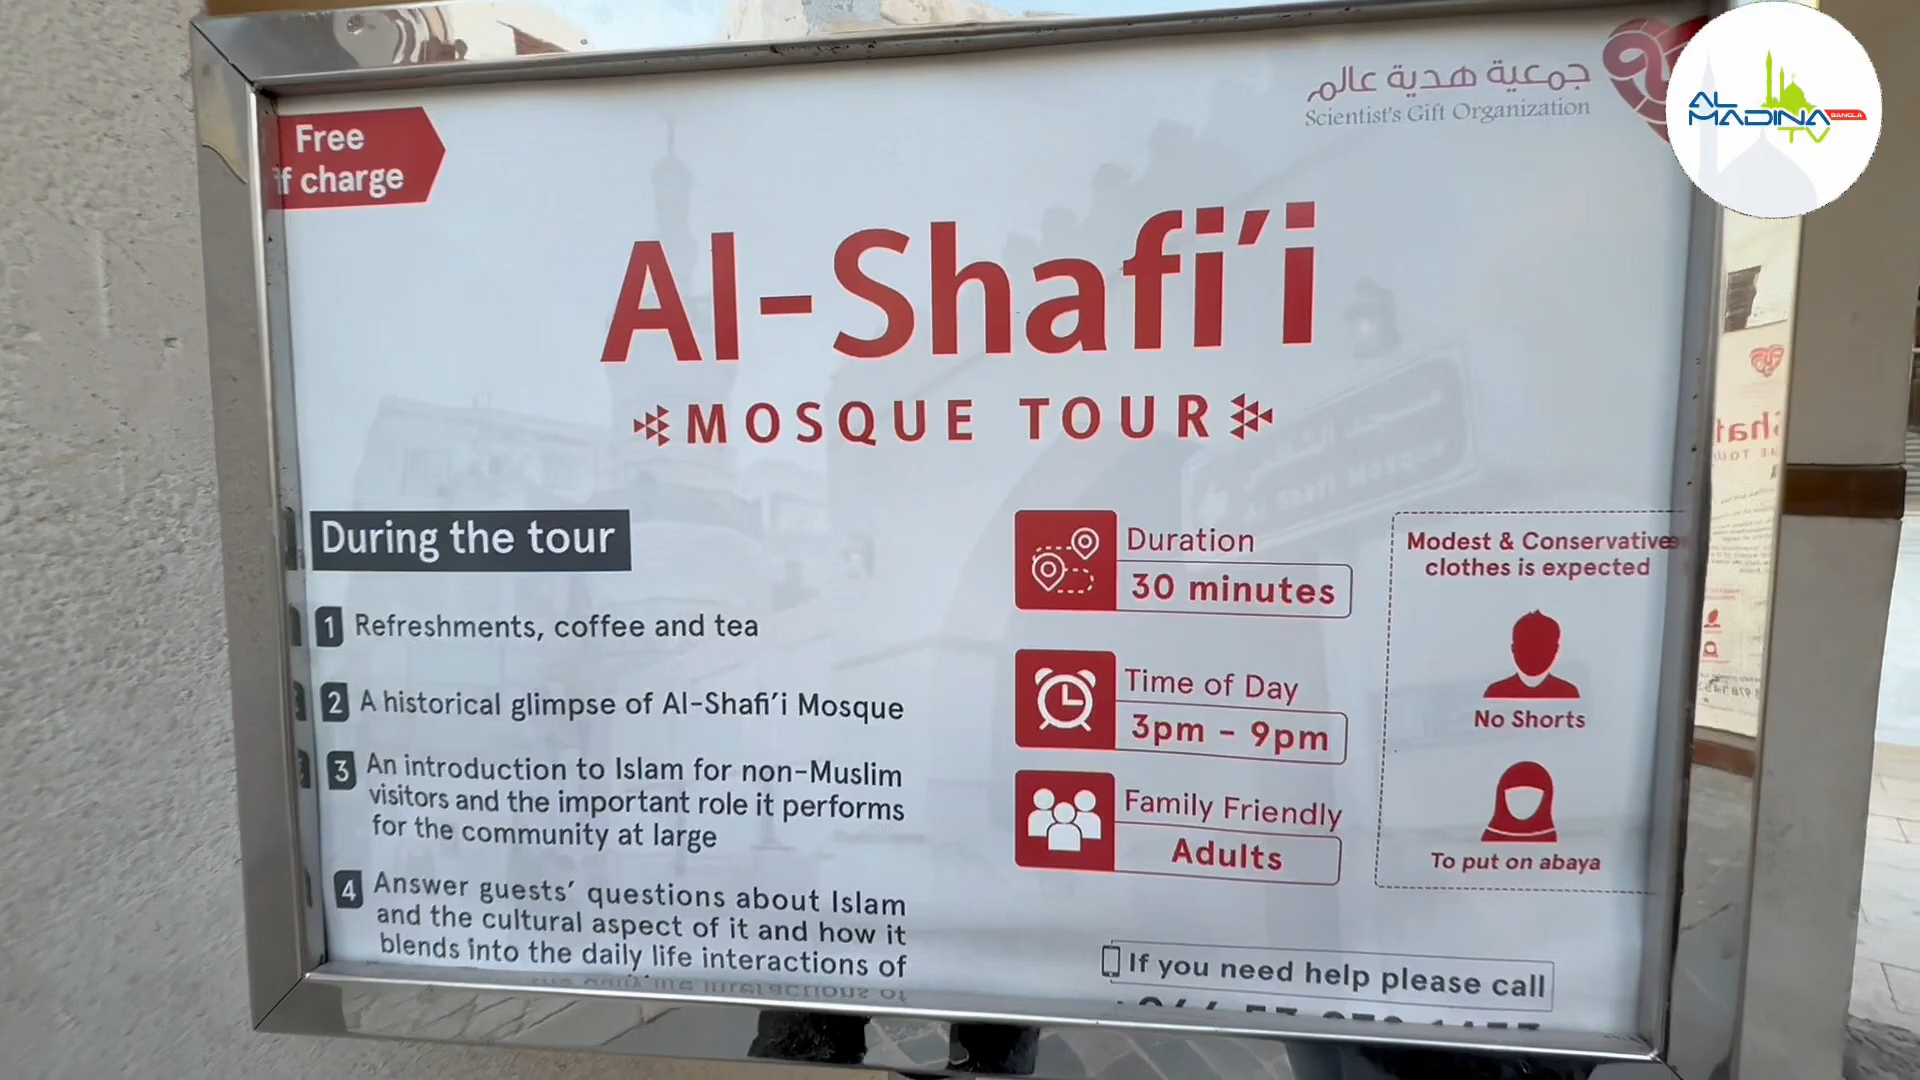 جمعية هدية عالم
Scientist's Gift Organization
AL
MADINA BANGLA
TV
Free
f charge
Al-Shafi'i
MOSQUE TOUR
During the tour
1 Refreshments, coffee and tea
2 A historical glimpse of Al-Shafi'i Mosque
3 An introduction to Islam for non-Muslim
visitors and the important role it performs
for the community at large
4 Answer guests' questions about Islam
and the cultural aspect of it and how it
blends into the daily life interactions of
Duration
30 minutes
Time of Day
3pm - 9pm
Family Friendly
Adults
Modest & Conservatives
clothes is expected
No Shorts
To put on abaya
If you need help please call